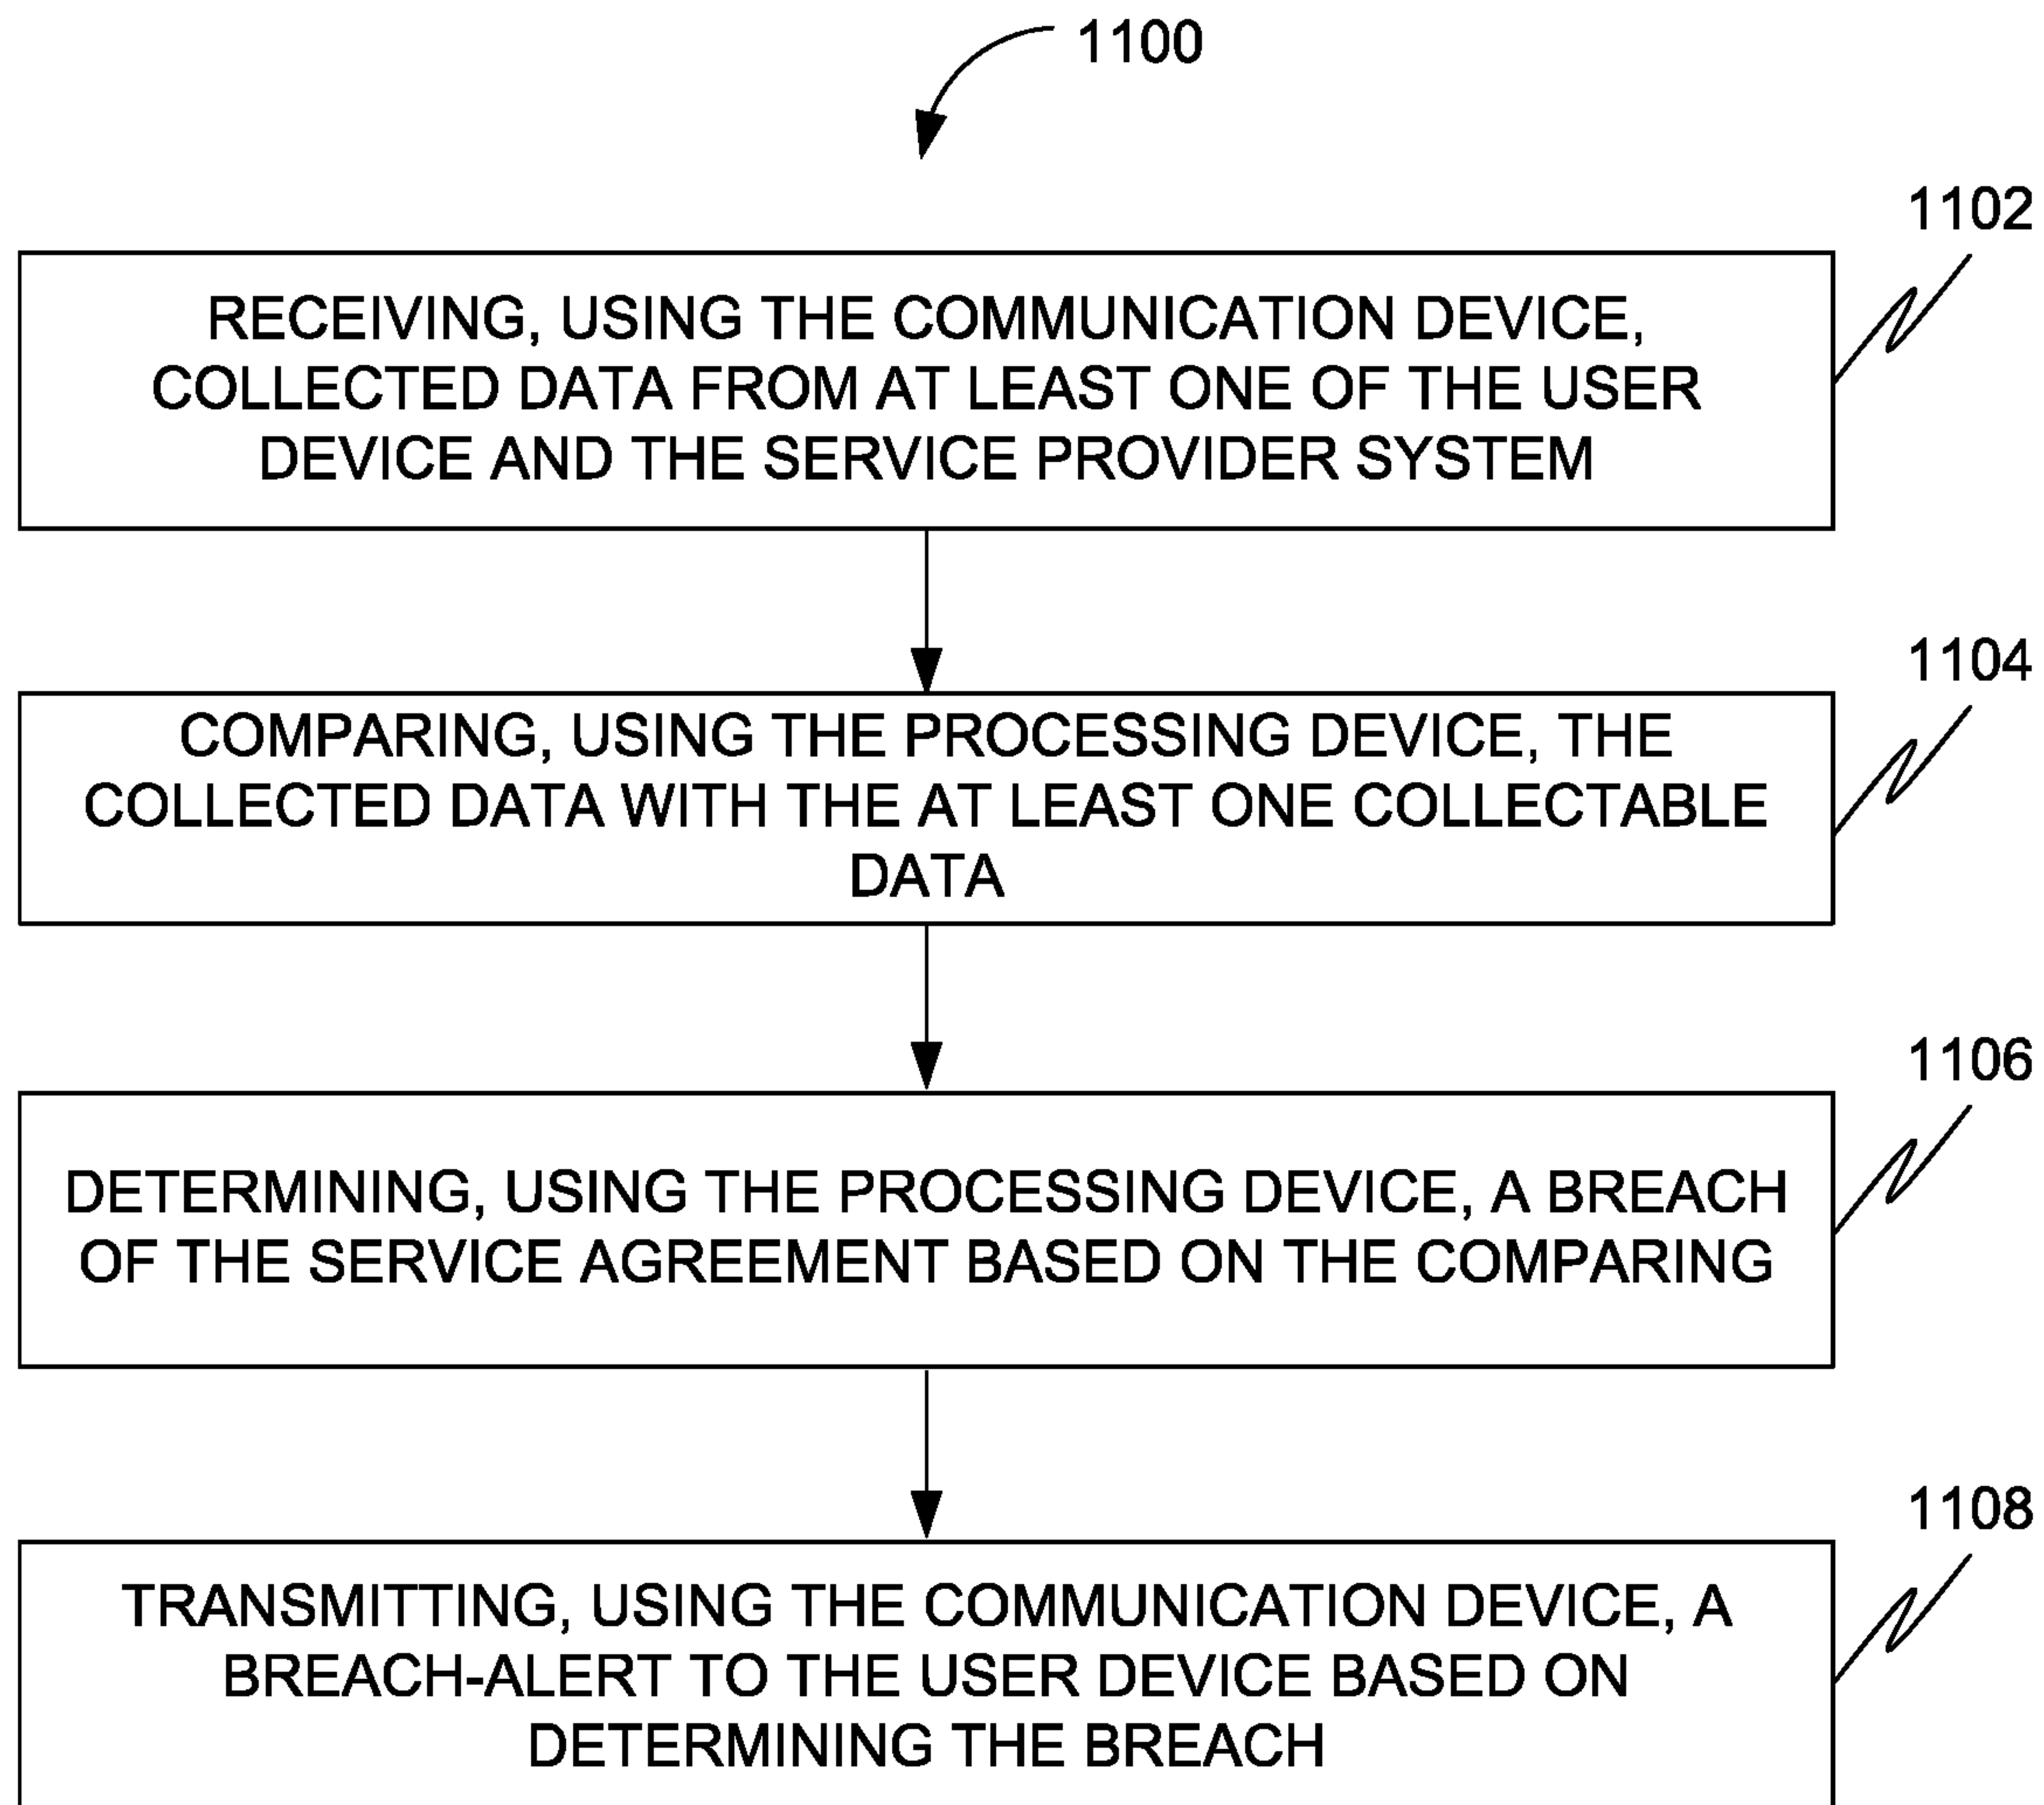 1100
1102
RECEIVING, USING THE COMMUNICATION DEVICE,
COLLECTED DATA FROM AT LEAST ONE OF THE USER
DEVICE AND THE SERVICE PROVIDER SYSTEM
1104
COMPARING, USING THE PROCESSING DEVICE, THE
COLLECTED DATA WITH THE AT LEAST ONE COLLECTABLE
DATA
1106
DETERMINING, USING THE PROCESSING DEVICE, A BREACH
OF THE SERVICE AGREEMENT BASED ON THE COMPARING
1108
TRANSMITTING, USING THE COMMUNICATION DEVICE, A
BREACH-ALERT TO THE USER DEVICE BASED ON
DETERMINING THE BREACH